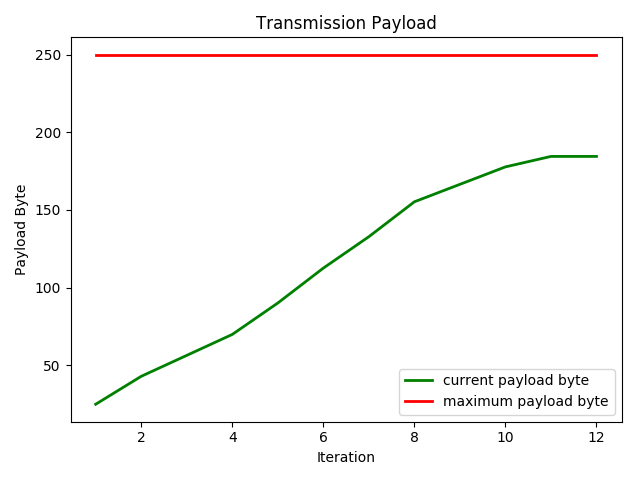 Transmission Payload
Payload Byte
250
200
150
100
50
2 4 6 8 10 12
Iteration
current payload byte
maximum payload byte